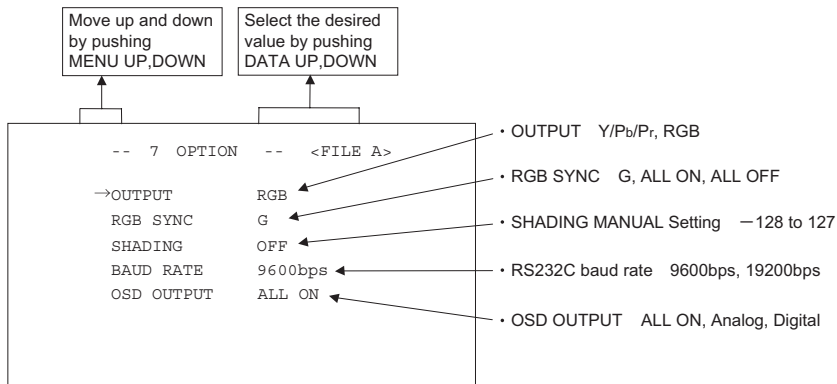 Move up and down
by pushing
MENU UP,DOWN
Select the desired
value by pushing
DATA UP,DOWN
-- 7 OPTION -- <FILE A>
→OUTPUT RGB
RGB SYNC G
SHADING OFF
BAUD RATE 9600bps
OSD OUTPUT ALL ON
・OUTPUT Y/Pb/Pr, RGB
・RGB SYNC G, ALL ON, ALL OFF
・SHADING MANUAL Setting －128 to 127
・RS232C baud rate 9600bps, 19200bps
・OSD OUTPUT ALL ON, Analog, Digital